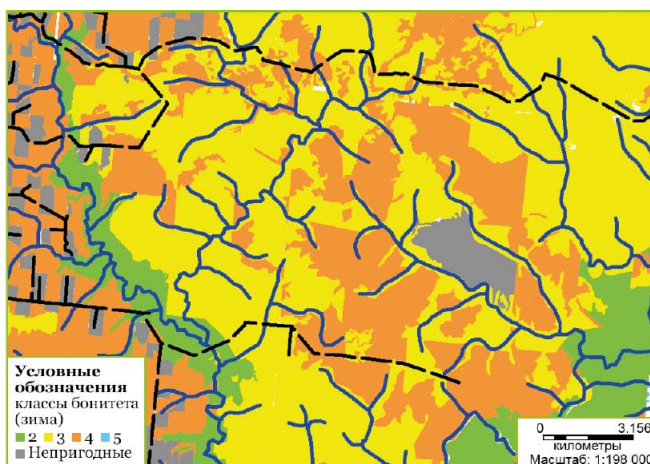 Условные
обозначения
классы бонитета
(зима)
2 3 4 5
Непригодные
0 3.156
километры
Масштаб: 1:198 000